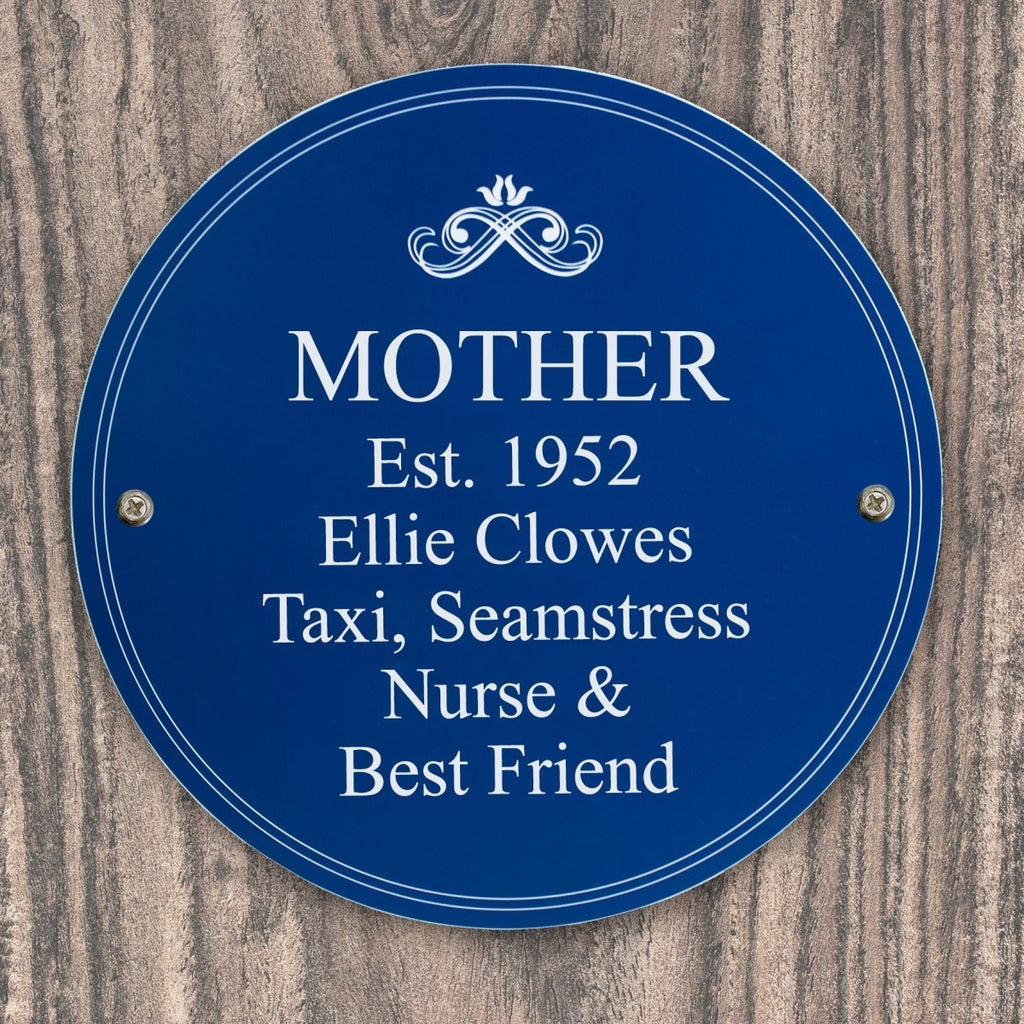 MOTHER
Est. 1952
Ellie Clowes
Taxi, Seamstress
Nurse &
Best Friend